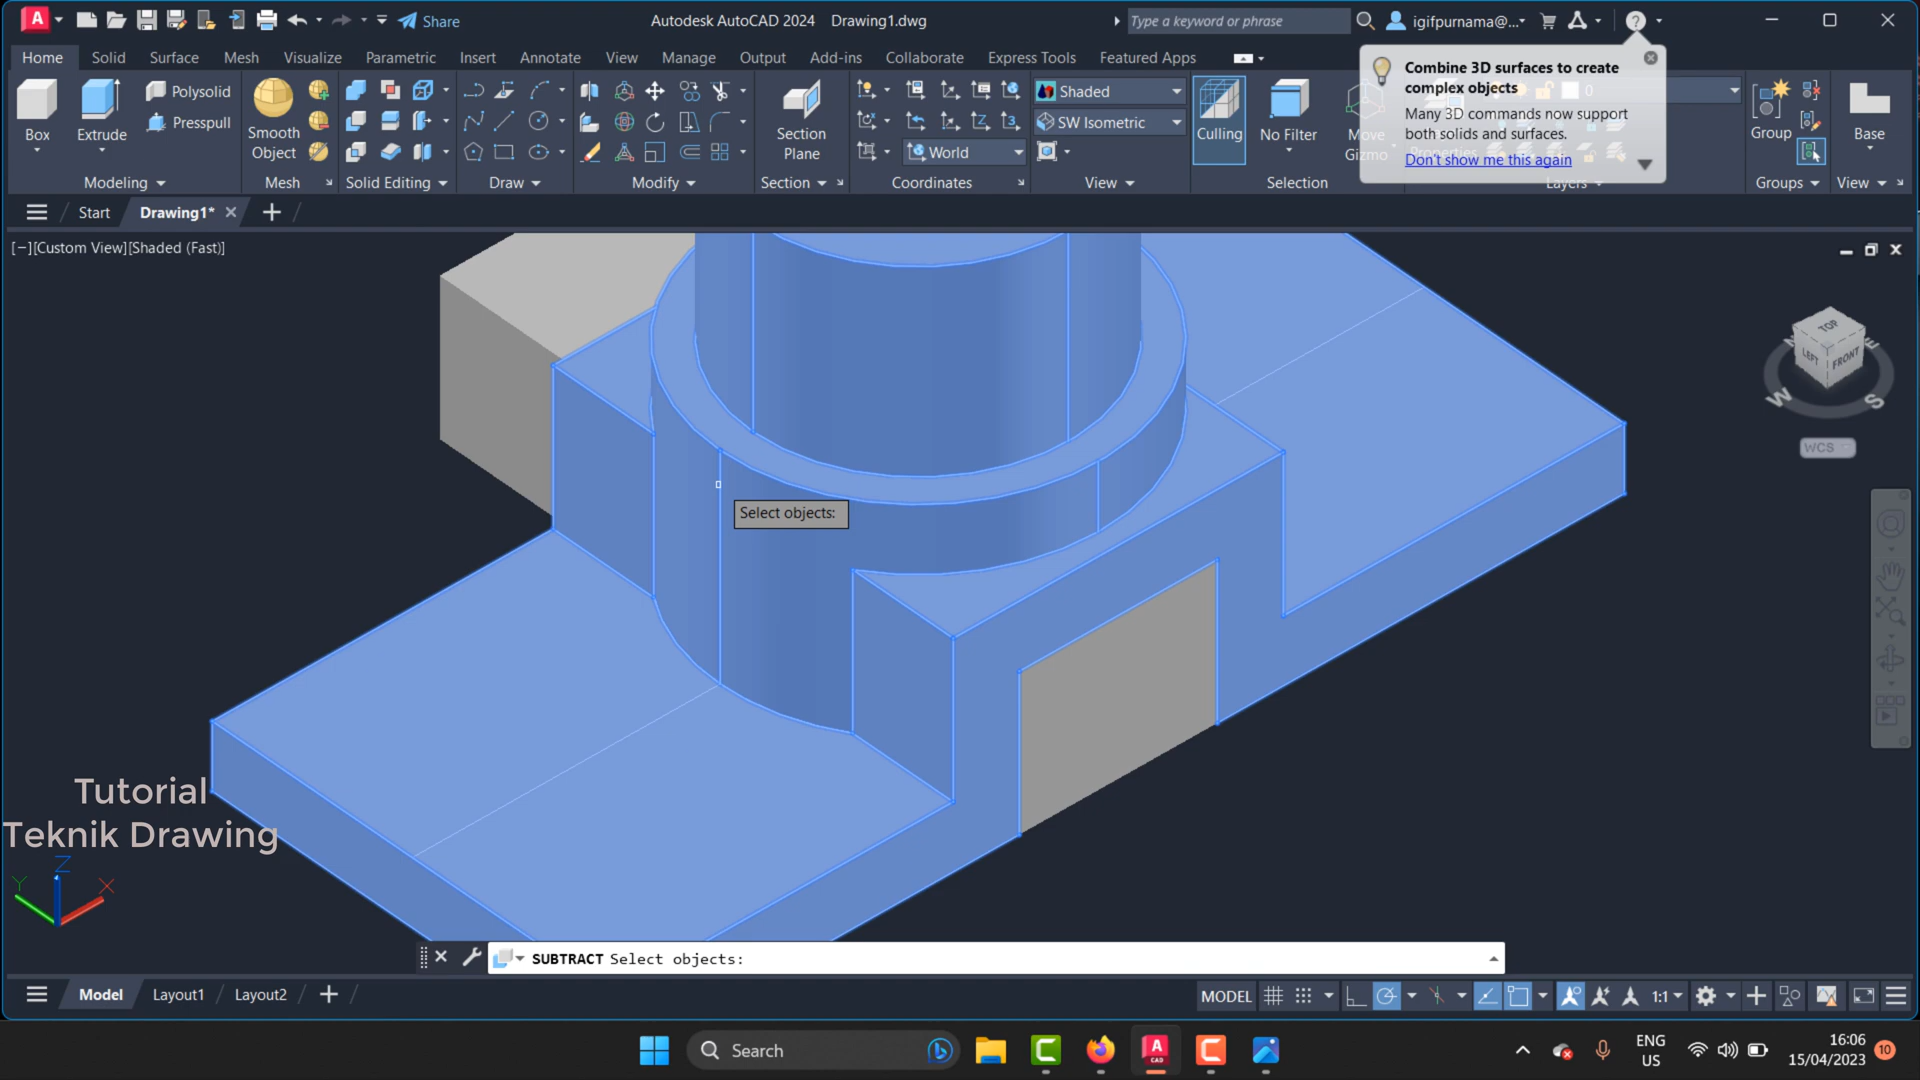 Share
Autodesk AutoCAD 2024 Drawing1.dwg
Type a keyword or phrase
igifpurnama@...
Home Solid Surface Mesh Visualize Parametric Insert Annotate View Manage Output Add-ins Collaborate Express Tools Featured Apps
Box
Extrude
Polysolid
Presspull
Smooth
Object
Section
Plane
Shaded
SW Isometric
World
Culling
No Filter
Move
Gizmo
Group
Base
Modeling
Mesh
Solid Editing
Draw
Modify
Section
Coordinates
View
Selection
Layers
Groups
View
Combine 3D surfaces to create
complex objects
Many 3D commands now support
both solids and surfaces.
Don't show me this again
Start
Drawing1*
[−][Custom View][Shaded (Fast)]
TOP
LEFT
FRONT
W
S
WCS
Select objects:
Tutorial
Teknik Drawing
Z
Y
X
SUBTRACT Select objects:
Model
Layout1
Layout2
MODEL
1:1
Search
CAD
ENG
US
16:06
15/04/2023
10